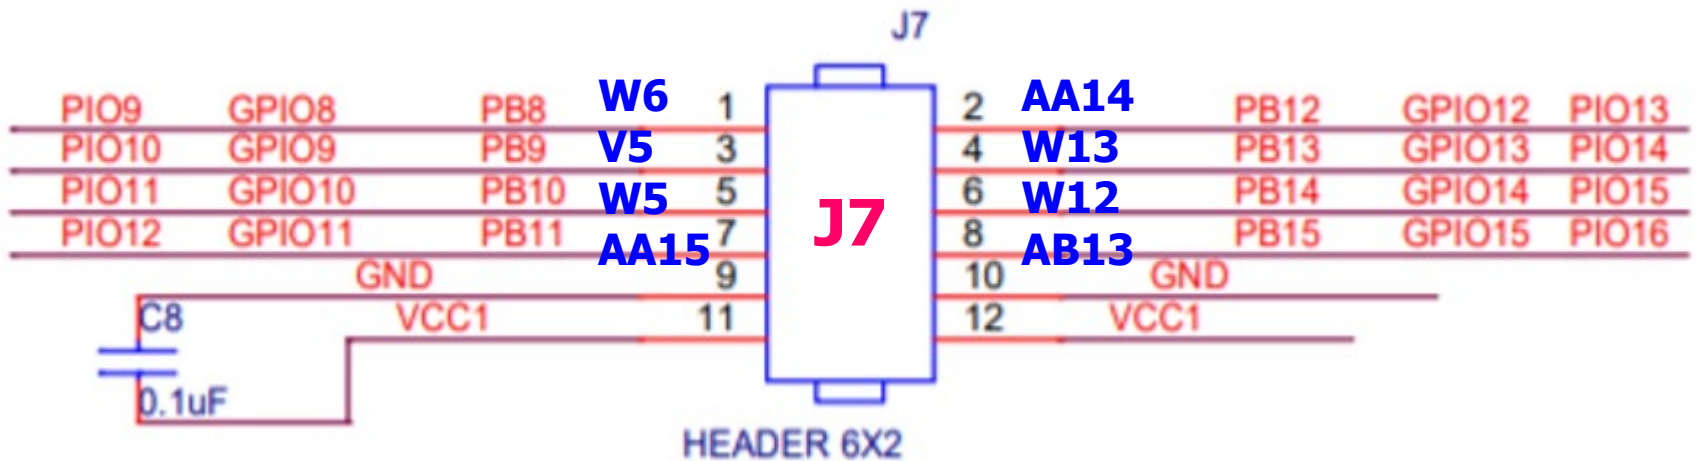 J7
PIO9 GPIO8 PB8 W6 1 2 AA14 PB12 GPIO12 PIO13
PIO10 GPIO9 PB9 V5 3 4 W13 PB13 GPIO13 PIO14
PIO11 GPIO10 PB10 W5 5 6 W12 PB14 GPIO14 PIO15
J7
PIO12 GPIO11 PB11 AA15 7 8 AB13 PB15 GPIO15 PIO16
GND 9 10 GND
C8 VCC1 11 12 VCC1
0.1uF
HEADER 6X2